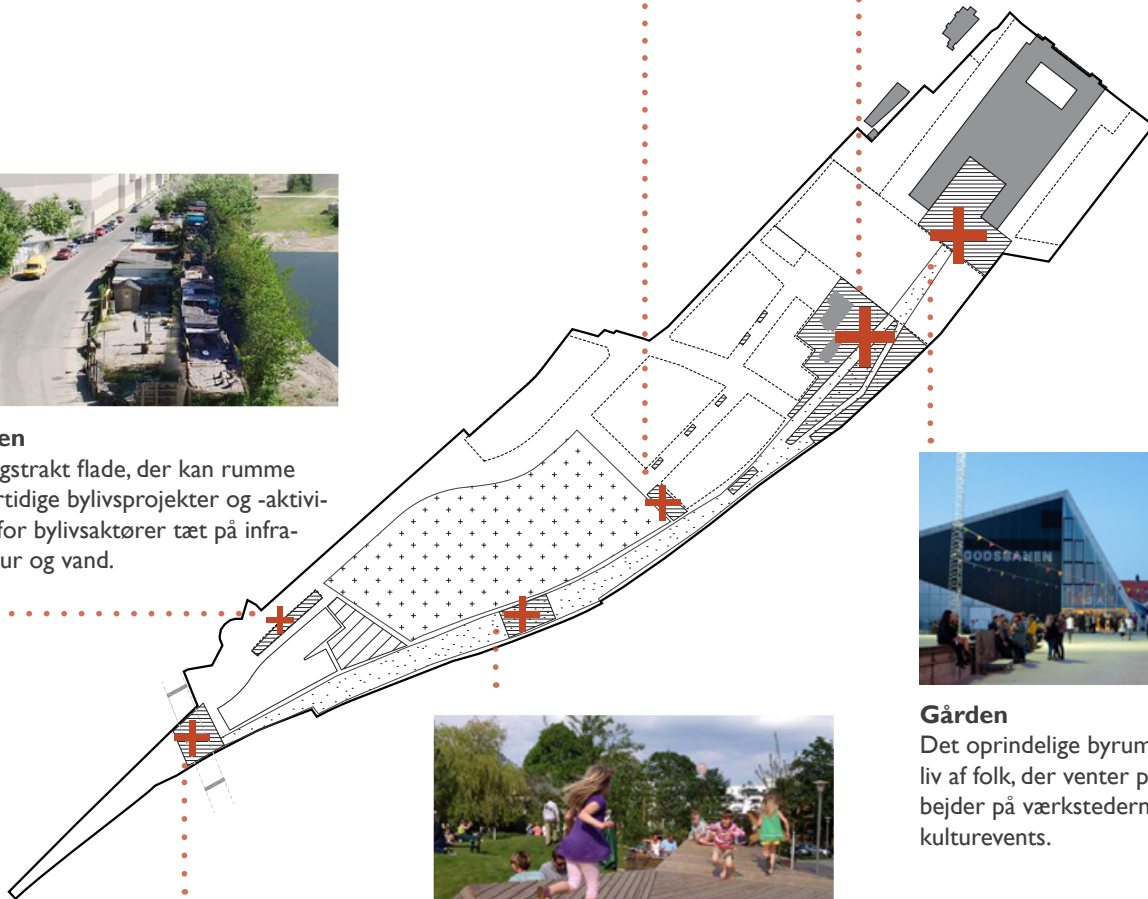 en
gstrakt flade, der kan rumme
rtidige bylivsprojekter og -aktivi-
for bylivsaktører tæt på infra-
ur og vand.
GODSBANEN
Gården
Det oprindelige byrum
liv af folk, der venter p
bejder på værkstedern
kulturevents.